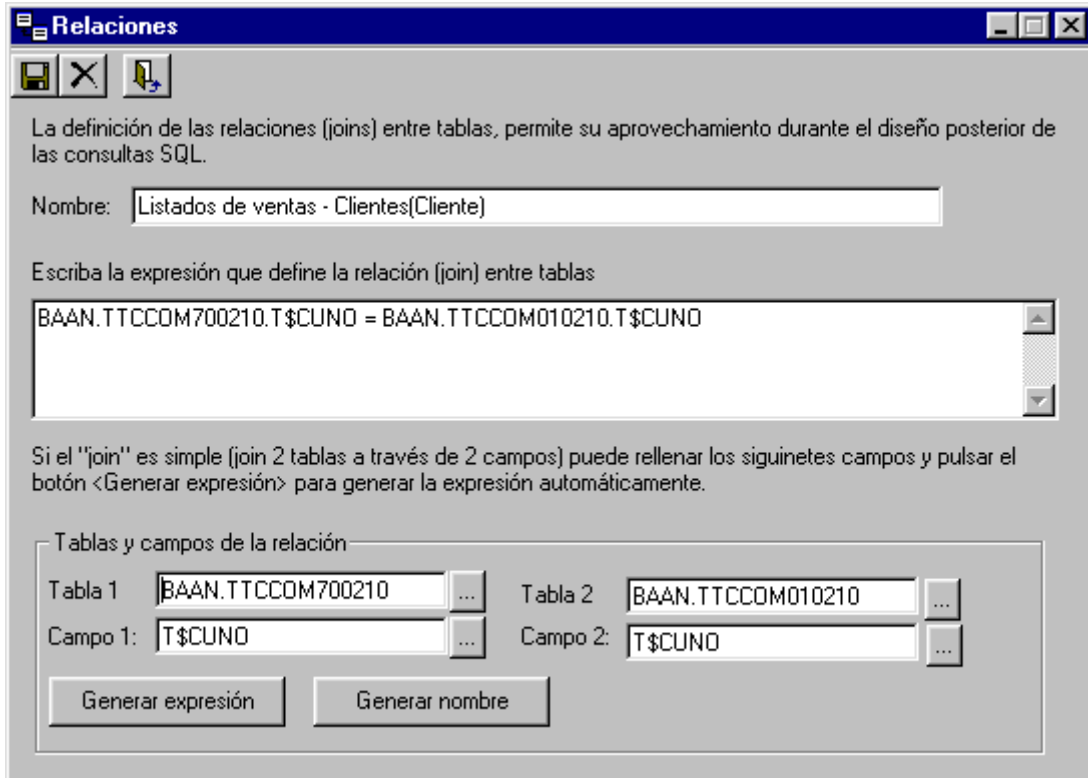 Relaciones
La definición de las relaciones (joins) entre tablas, permite su aprovechamiento durante el diseño posterior de
las consultas SQL.
Nombre: Listados de ventas - Clientes(Cliente)
Escriba la expresión que define la relación (join) entre tablas
BAAN.TTCCOM700210.T$CUNO = BAAN.TTCCOM010210.T$CUNO
Si el "join" es simple (join 2 tablas a través de 2 campos) puede rellenar los siguinetes campos y pulsar el
botón <Generar expresión> para generar la expresión automáticamente.
Tablas y campos de la relación
Tabla 1 BAAN.TTCCOM700210 ... Tabla 2 BAAN.TTCCOM010210 ...
Campo 1: T$CUNO ... Campo 2: T$CUNO ...
Generar expresión Generar nombre